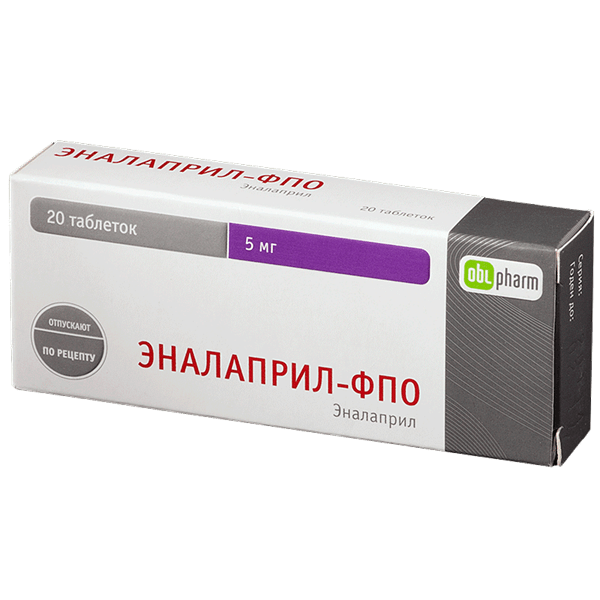 ЭНАЛАПРИЛ-ФПО
Эналаприл
20 таблеток
20 таблеток
5 мг
obl pharm
Серия:
Годен до:
ОТПУСКАЮТ
ПО РЕЦЕПТУ
ЭНАЛАПРИЛ-ФПО
Эналаприл